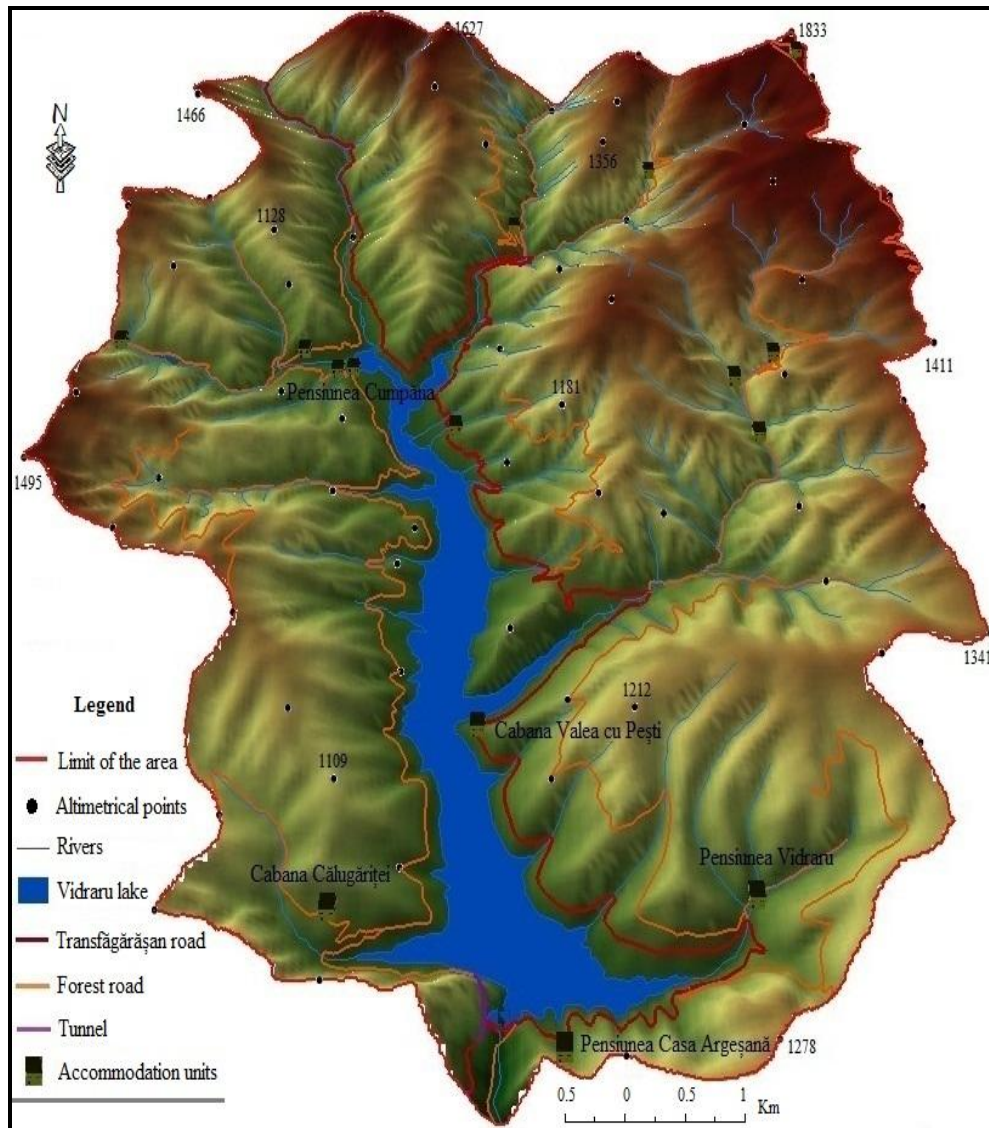 1627
1833
N
1466
1356
1128
1411
Pensiunea Cumpăna
1181
1495
1341
Legend
1212
Cabana Valea cu Pești
Limit of the area
1109
Altimetrical points
Rivers
Pensiunea Vidraru
Cabana Călugăriței
Vidraru lake
Transfăgărășan road
Forest road
Tunnel
Pensiunea Casa Argeșană
1278
Accommodation units
0.5 0 0.5 1
Km